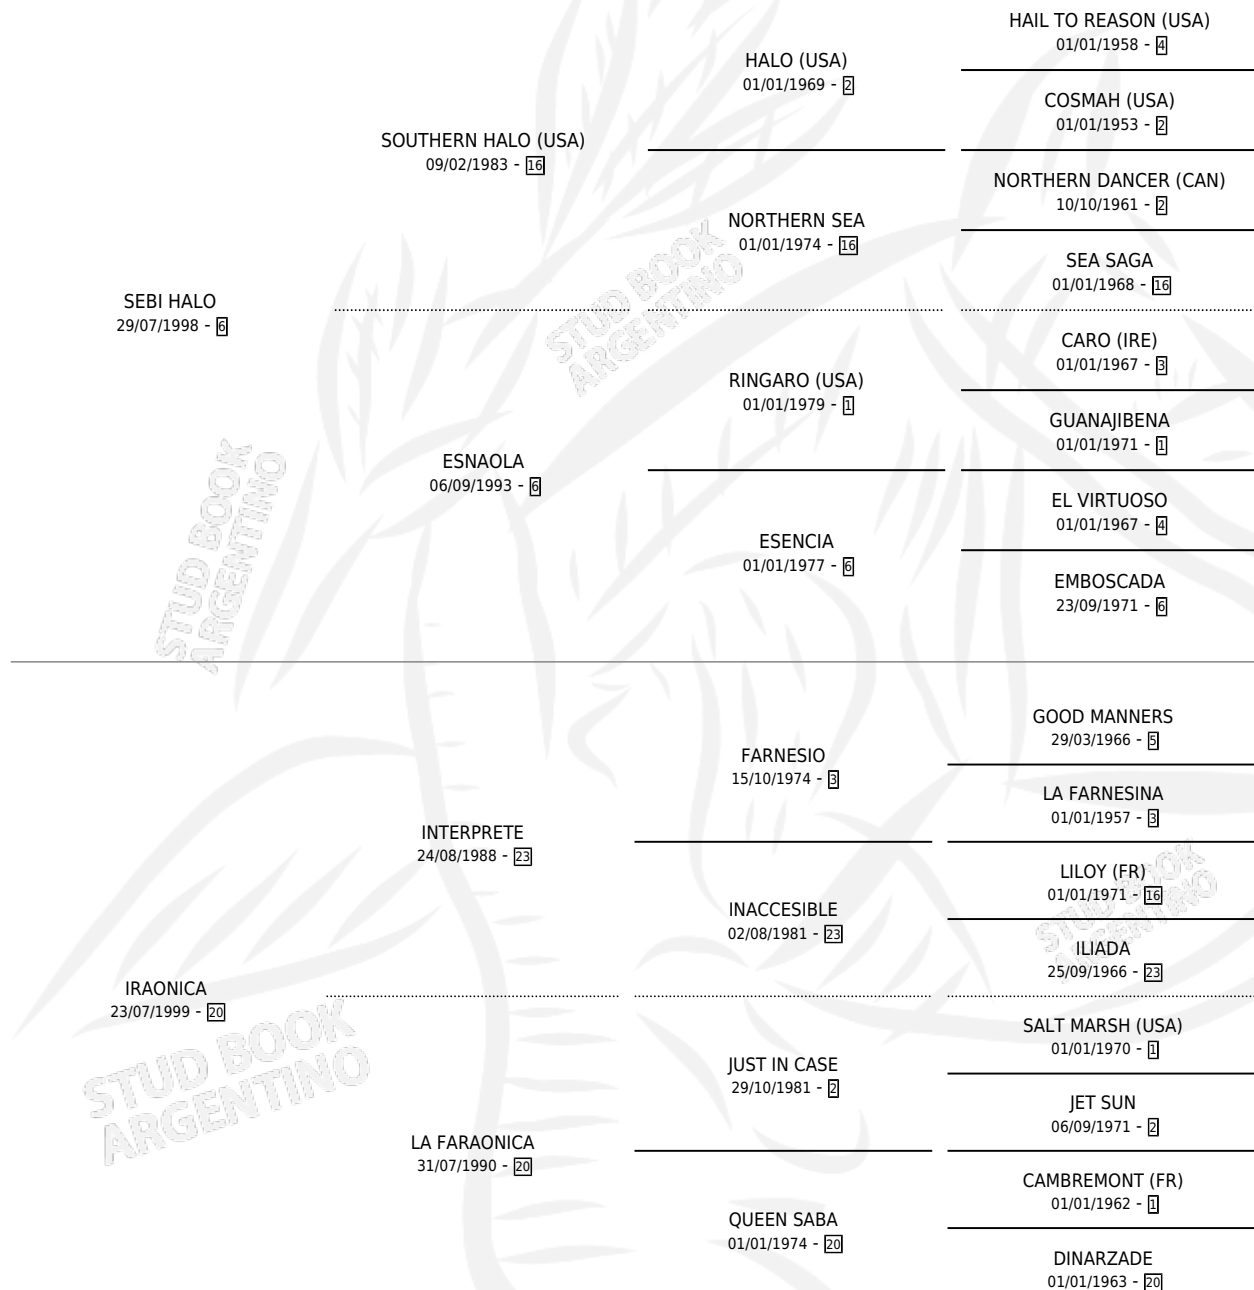 HAIL TO REASON (USA)
01/01/1958 - 4
HALO (USA)
01/01/1969 - 2
COSMAH (USA)
01/01/1953 - 2
SOUTHERN HALO (USA)
09/02/1983 - 16
NORTHERN DANCER (CAN)
10/10/1961 - 2
NORTHERN SEA
01/01/1974 - 16
SEA SAGA
01/01/1968 - 16
SEBI HALO
29/07/1998 - 6
CARO (IRE)
01/01/1967 - 3
RINGARO (USA)
01/01/1979 - 1
GUANAJIBENA
01/01/1971 - 1
ESNAOLA
06/09/1993 - 6
EL VIRTUOSO
01/01/1967 - 4
ESENCIA
01/01/1977 - 6
EMBOSCADA
23/09/1971 - 6
GOOD MANNERS
29/03/1966 - 5
FARNESIO
15/10/1974 - 3
LA FARNESINA
01/01/1957 - 3
INTERPRETE
24/08/1988 - 23
LILOY (FR)
01/01/1971 - 16
INACCESIBLE
02/08/1981 - 23
ILIADA
25/09/1966 - 23
IRAONICA
23/07/1999 - 20
SALT MARSH (USA)
01/01/1970 - 1
JUST IN CASE
29/10/1981 - 2
JET SUN
06/09/1971 - 2
LA FARAONICA
31/07/1990 - 20
CAMBREMONT (FR)
01/01/1962 - 1
QUEEN SABA
01/01/1974 - 20
DINARZADE
01/01/1963 - 20
STUD BOOK
ARGENTINO
STUD BOOK
ARGENTINO
STUD BOOK
ARGENTINO
STUD BOOK
ARGENTINO